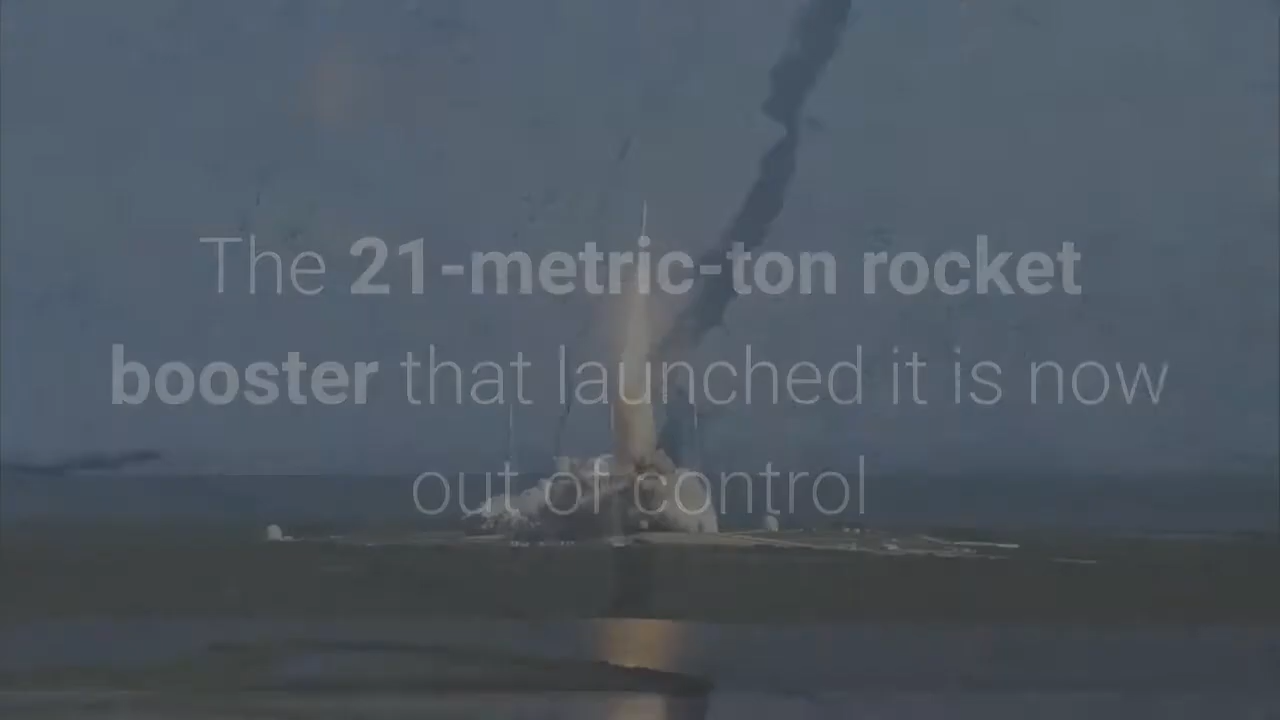 The 21-metric-ton rocket
booster that launched it is now
out of control